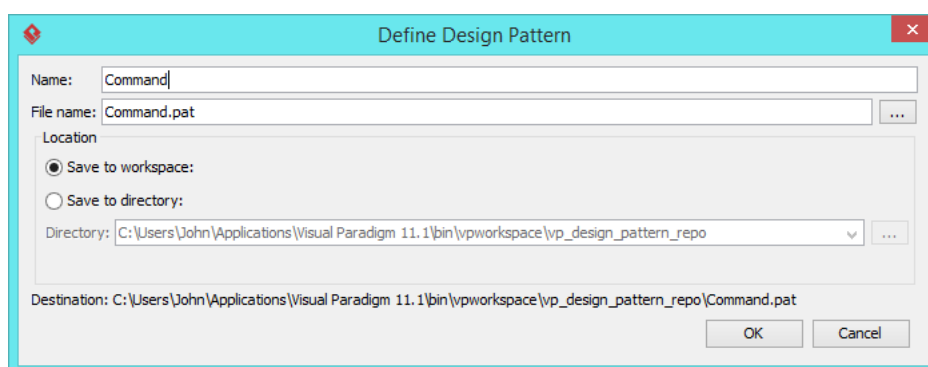 Define Design Pattern
Name: Command
File name: Command.pat ...
Location
Save to workspace:
Save to directory:
Directory: C:\Users\John\Applications\Visual Paradigm 11.1\bin\vpworkspace\vp_design_pattern_repo ...
Destination: C:\Users\John\Applications\Visual Paradigm 11.1\bin\vpworkspace\vp_design_pattern_repo\Command.pat
OK Cancel